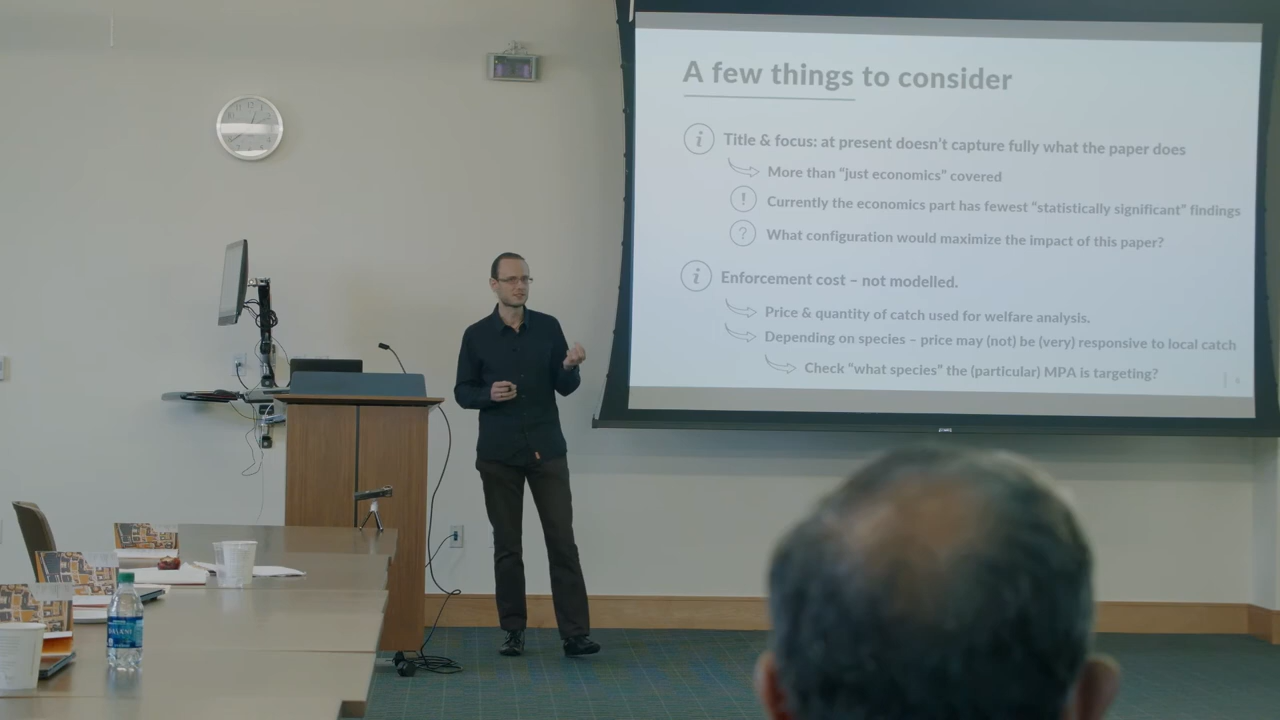 A few things to consider
Title & focus: at present doesn't capture fully what the paper does
More than "just economics" covered
Currently the economics part has fewest "statistically significant" findings
What configuration would maximize the impact of this paper?
Enforcement cost – not modelled.
Price & quantity of catch used for welfare analysis.
Depending on species – price may (not) be (very) responsive to local catch
Check "what species" the (particular) MPA is targeting?